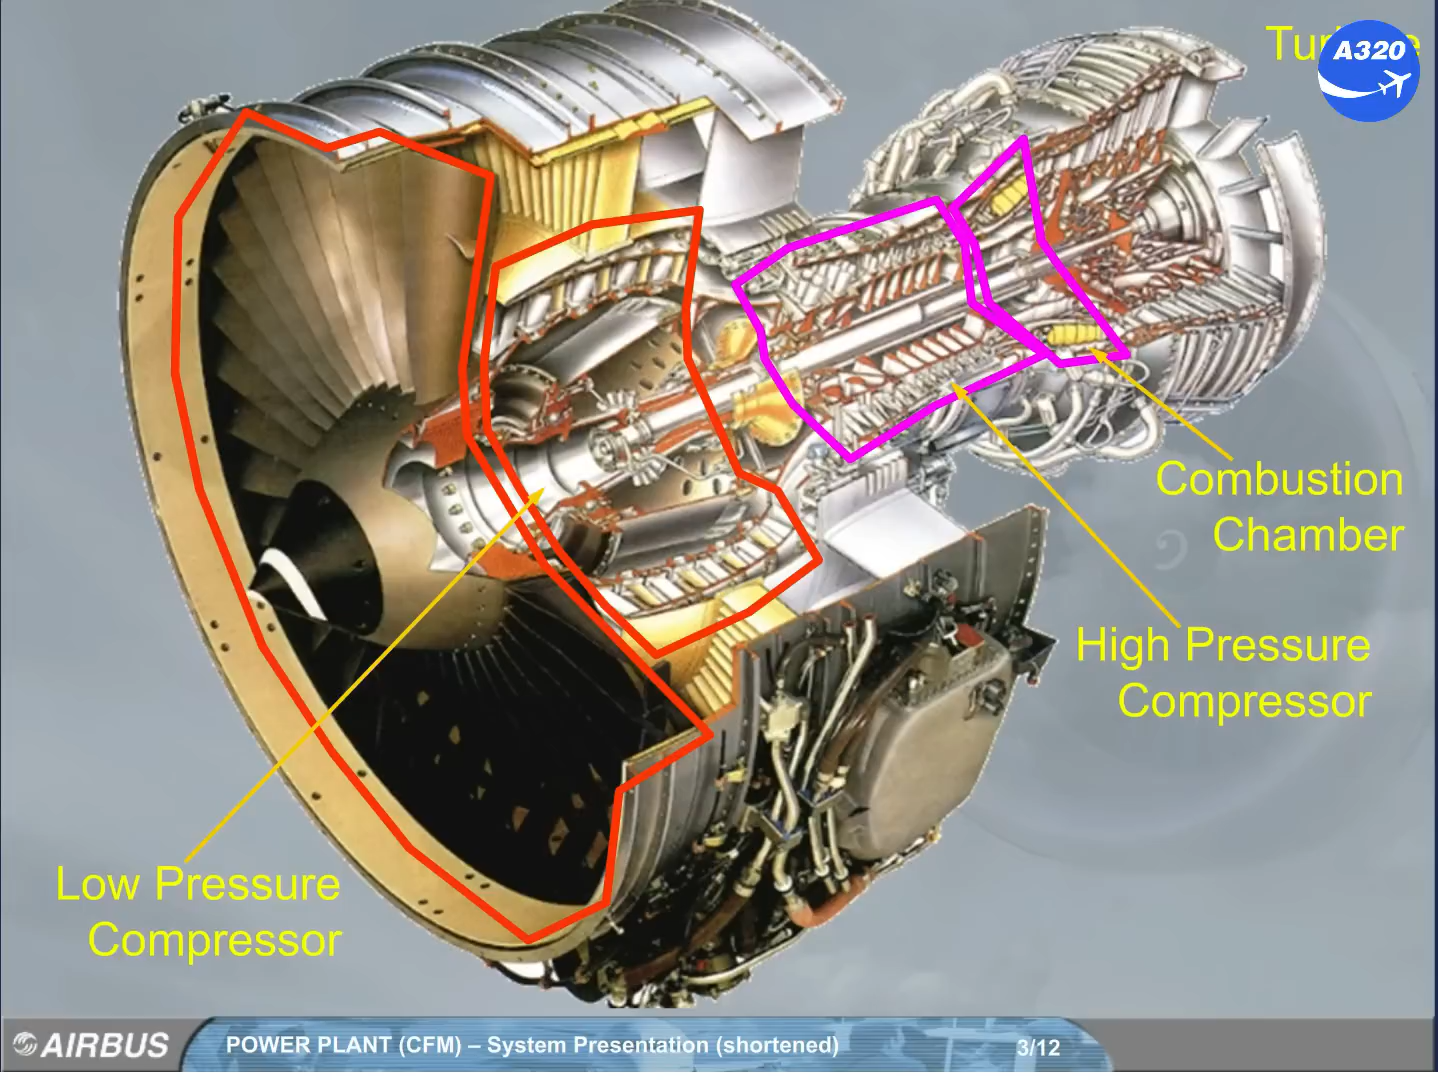 A320
Combustion
Chamber
High Pressure
Compressor
Low Pressure
Compressor
AIRBUS
POWER PLANT (CFM) – System Presentation (shortened)
3/12